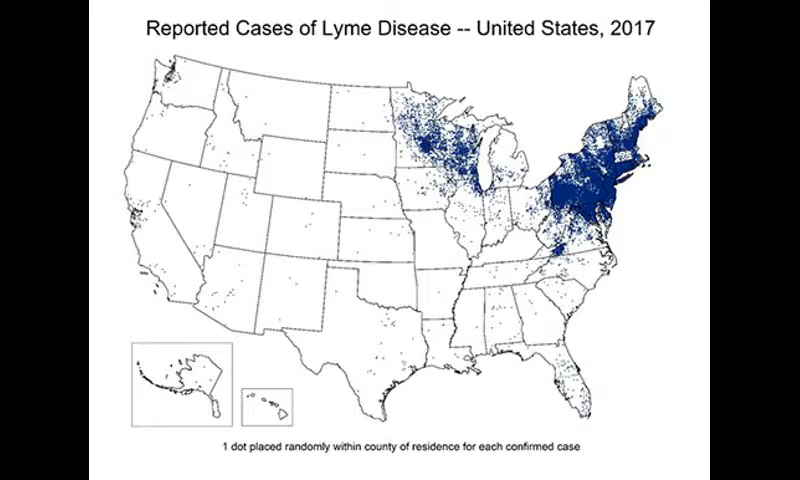 Reported Cases of Lyme Disease -- United States, 2017
1 dot placed randomly within county of residence for each confirmed case